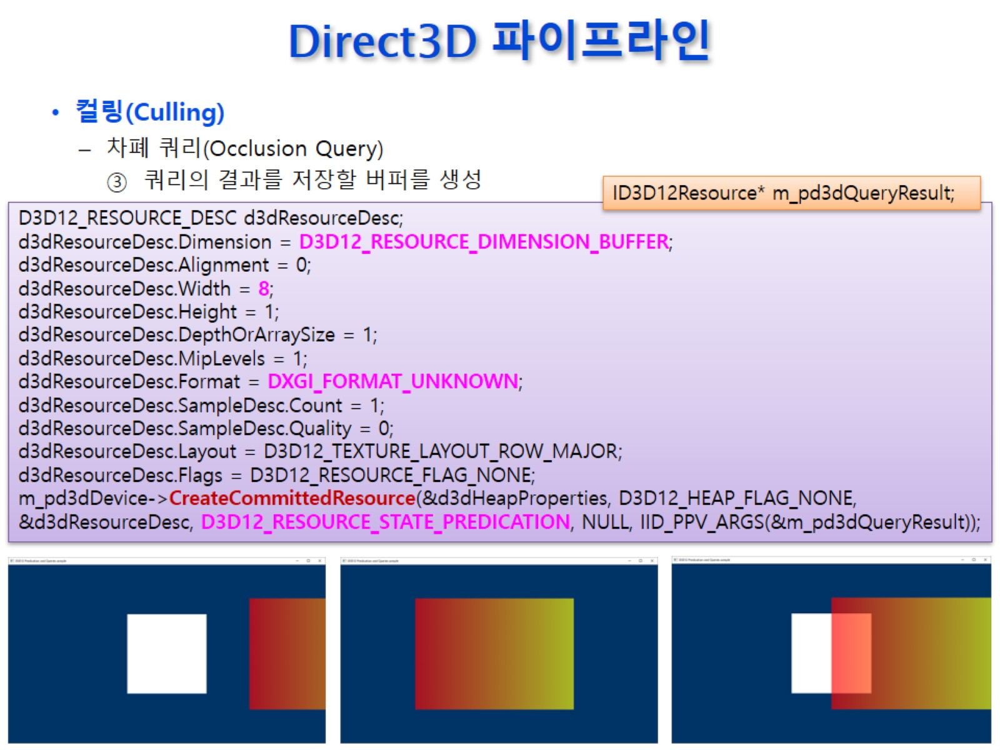 Direct3D 파이프라인
• 컬링(Culling)
– 차폐 쿼리(Occlusion Query)
③ 쿼리의 결과를 저장할 버퍼를 생성
ID3D12Resource* m_pd3dQueryResult;
D3D12_RESOURCE_DESC d3dResourceDesc;
d3dResourceDesc.Dimension = D3D12_RESOURCE_DIMENSION_BUFFER;
d3dResourceDesc.Alignment = 0;
d3dResourceDesc.Width = 8;
d3dResourceDesc.Height = 1;
d3dResourceDesc.DepthOrArraySize = 1;
d3dResourceDesc.MipLevels = 1;
d3dResourceDesc.Format = DXGI_FORMAT_UNKNOWN;
d3dResourceDesc.SampleDesc.Count = 1;
d3dResourceDesc.SampleDesc.Quality = 0;
d3dResourceDesc.Layout = D3D12_TEXTURE_LAYOUT_ROW_MAJOR;
d3dResourceDesc.Flags = D3D12_RESOURCE_FLAG_NONE;
m_pd3dDevice->CreateCommittedResource(&d3dHeapProperties, D3D12_HEAP_FLAG_NONE,
&d3dResourceDesc, D3D12_RESOURCE_STATE_PREDICATION, NULL, IID_PPV_ARGS(&m_pd3dQueryResult));